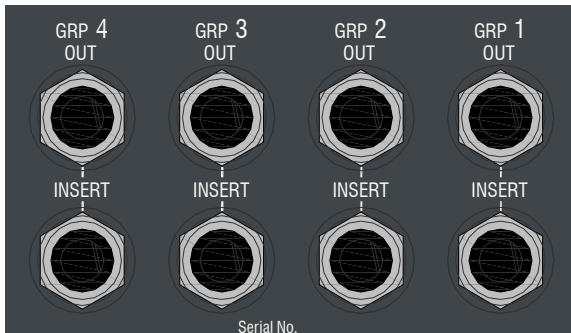 GRP 4 GRP 3 GRP 2 GRP 1
OUT OUT OUT OUT
INSERT INSERT INSERT INSERT
Serial No.